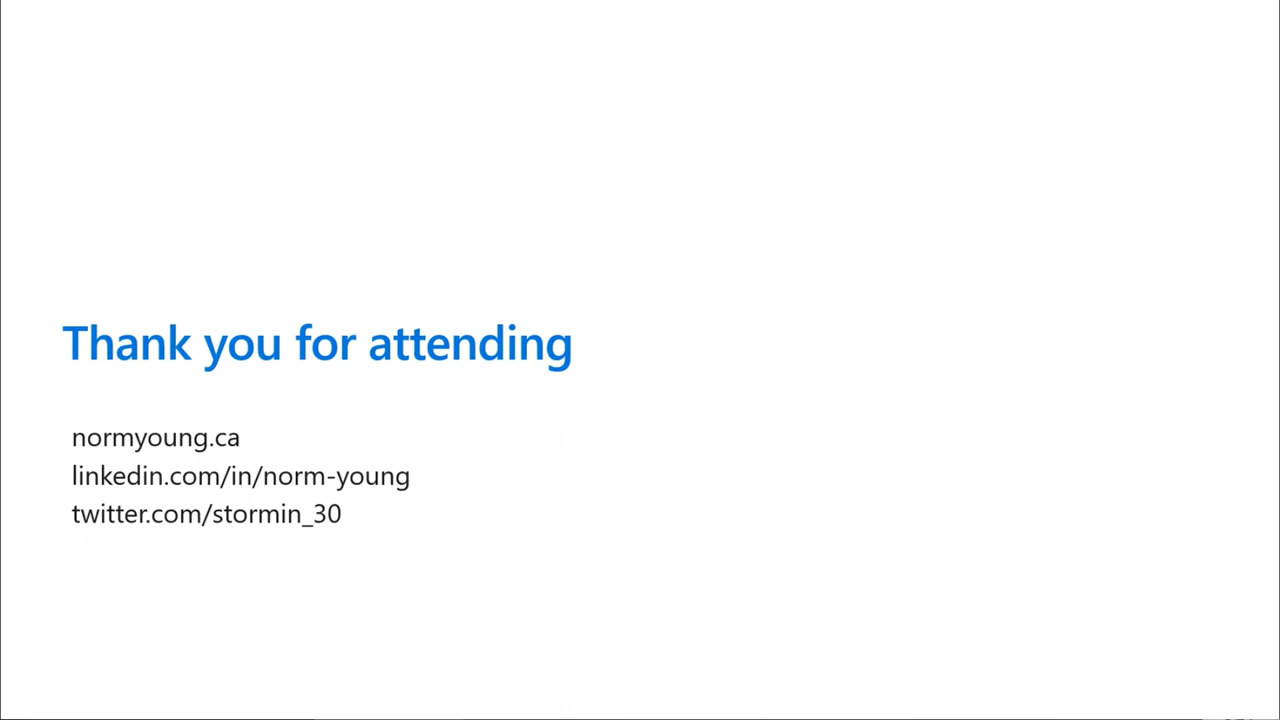 Thank you for attending
normyoung.ca
linkedin.com/in/norm-young
twitter.com/stormin_30